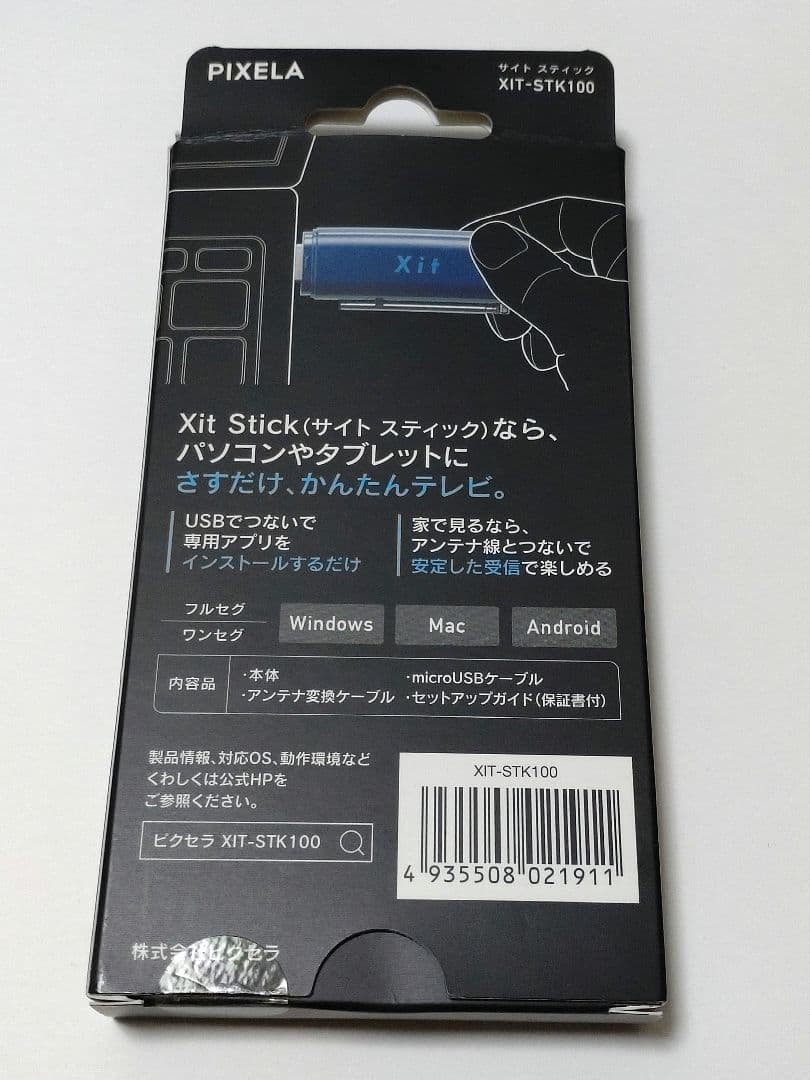 PIXELA
サイト スティック
XIT-STK100
Xit
Xit Stick(サイト スティック)なら、
パソコンやタブレットに
さすだけ、かんたんテレビ。
USBでつないで
専用アプリを
インストールするだけ
家で見るなら、
アンテナ線とつないで
安定した受信で楽しめる
フルセグ
ワンセグ
Windows
Mac
Android
内容品
・本体
・アンテナ変換ケーブル
・microUSBケーブル
・セットアップガイド(保証書付)
製品情報、対応OS、動作環境など
くわしくは公式HPを
ご参照ください。
ピクセラ XIT-STK100
XIT-STK100
4 935508 021911
株式会社ピクセラ